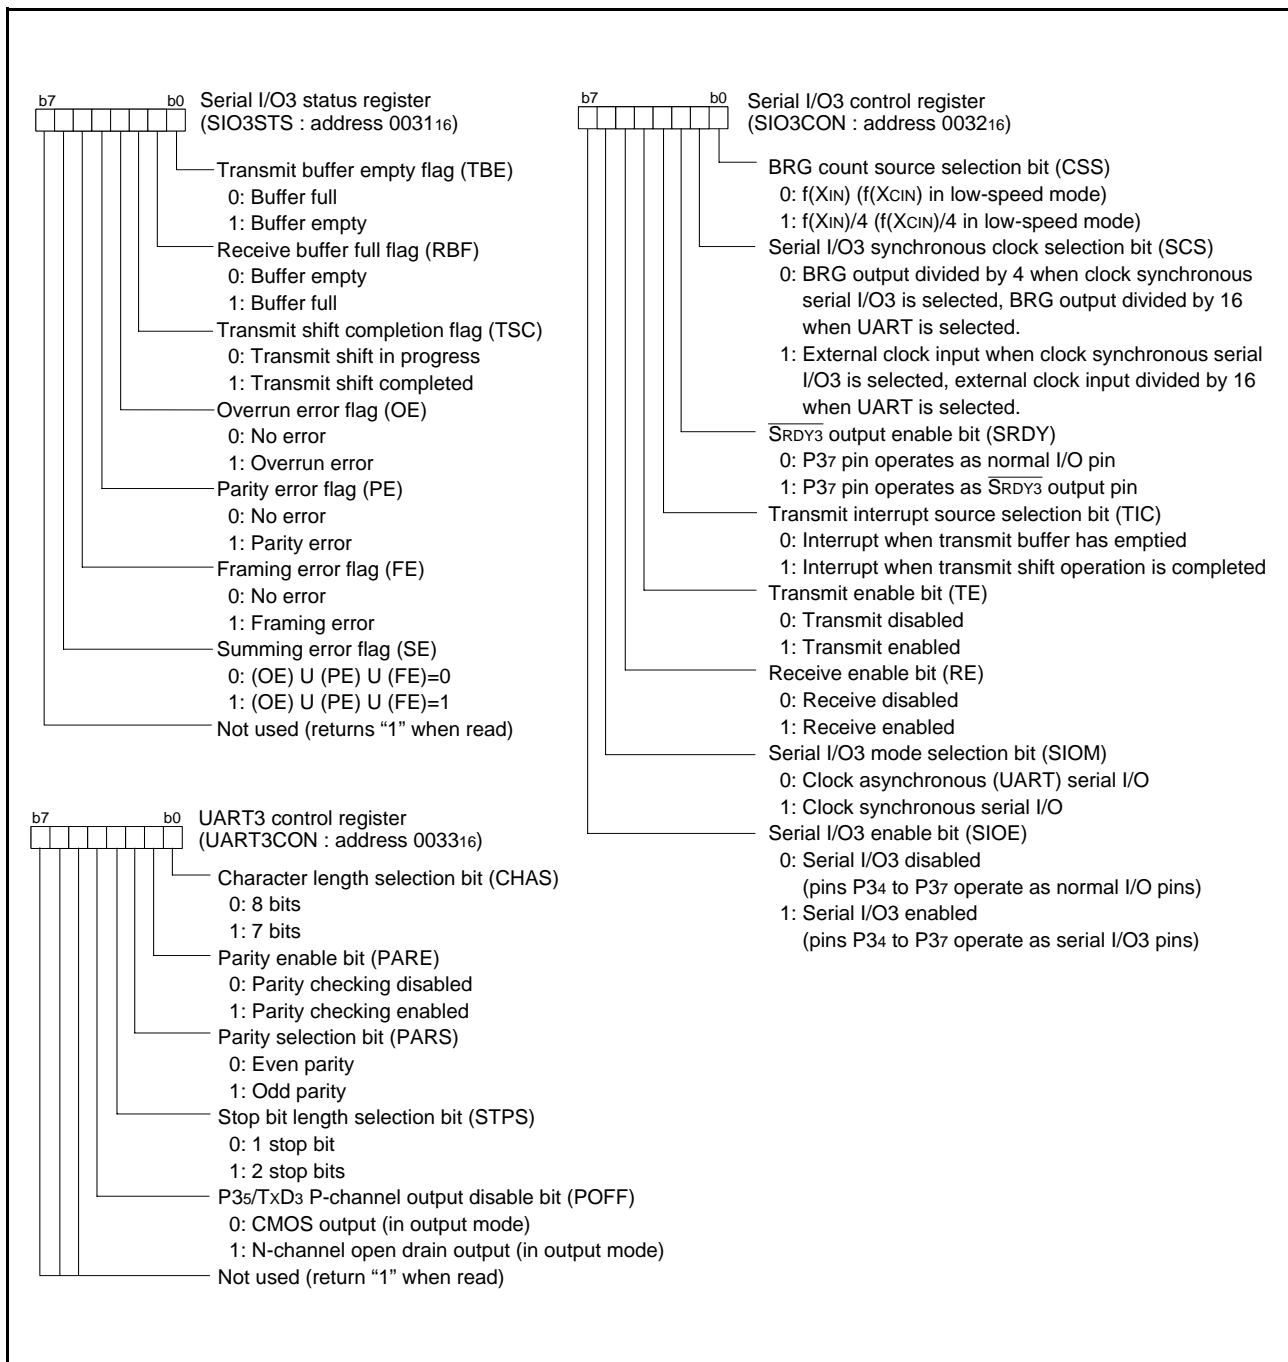 b7 b0 Serial I/O3 status register
(SIO3STS : address 003116)
Transmit buffer empty flag (TBE)
0: Buffer full
1: Buffer empty
Receive buffer full flag (RBF)
0: Buffer empty
1: Buffer full
Transmit shift completion flag (TSC)
0: Transmit shift in progress
1: Transmit shift completed
Overrun error flag (OE)
0: No error
1: Overrun error
Parity error flag (PE)
0: No error
1: Parity error
Framing error flag (FE)
0: No error
1: Framing error
Summing error flag (SE)
0: (OE) U (PE) U (FE)=0
1: (OE) U (PE) U (FE)=1
Not used (returns “1” when read)
b7 b0 UART3 control register
(UART3CON : address 003316)
Character length selection bit (CHAS)
0: 8 bits
1: 7 bits
Parity enable bit (PARE)
0: Parity checking disabled
1: Parity checking enabled
Parity selection bit (PARS)
0: Even parity
1: Odd parity
Stop bit length selection bit (STPS)
0: 1 stop bit
1: 2 stop bits
P35/TXD3 P-channel output disable bit (POFF)
0: CMOS output (in output mode)
1: N-channel open drain output (in output mode)
Not used (return “1” when read)
b7 b0 Serial I/O3 control register
(SIO3CON : address 003216)
BRG count source selection bit (CSS)
0: f(XIN) (f(XCIN) in low-speed mode)
1: f(XIN)/4 (f(XCIN)/4 in low-speed mode)
Serial I/O3 synchronous clock selection bit (SCS)
0: BRG output divided by 4 when clock synchronous
serial I/O3 is selected, BRG output divided by 16
when UART is selected.
1: External clock input when clock synchronous serial
I/O3 is selected, external clock input divided by 16
when UART is selected.
SRDY3 output enable bit (SRDY)
0: P37 pin operates as normal I/O pin
1: P37 pin operates as SRDY3 output pin
Transmit interrupt source selection bit (TIC)
0: Interrupt when transmit buffer has emptied
1: Interrupt when transmit shift operation is completed
Transmit enable bit (TE)
0: Transmit disabled
1: Transmit enabled
Receive enable bit (RE)
0: Receive disabled
1: Receive enabled
Serial I/O3 mode selection bit (SIOM)
0: Clock asynchronous (UART) serial I/O
1: Clock synchronous serial I/O
Serial I/O3 enable bit (SIOE)
0: Serial I/O3 disabled
(pins P34 to P37 operate as normal I/O pins)
1: Serial I/O3 enabled
(pins P34 to P37 operate as serial I/O3 pins)